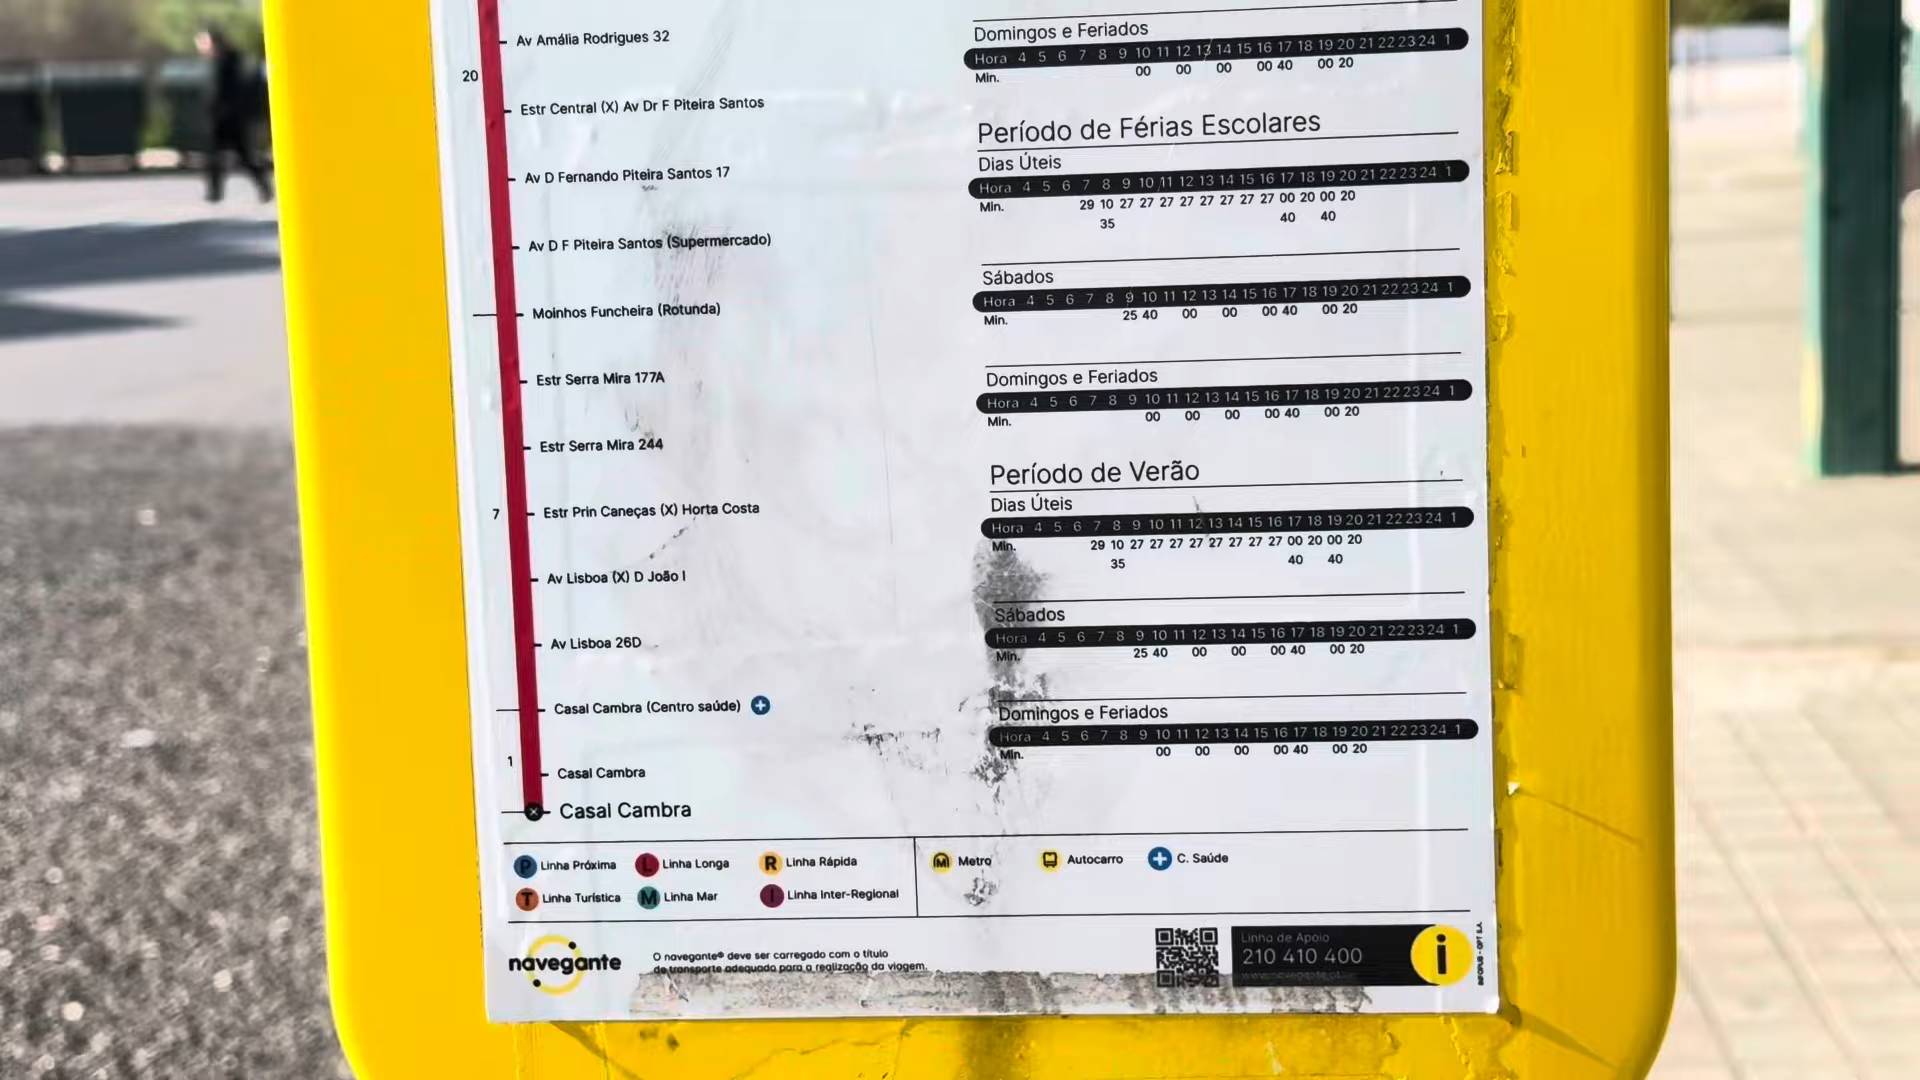 Av Amália Rodrigues 32
20
Estr Central (X) Av Dr F Piteira Santos
Av D Fernando Piteira Santos 17
Av D F Piteira Santos (Supermercado)
Moinhos Funcheira (Rotunda)
Estr Serra Mira 177A
Estr Serra Mira 244
7
Estr Prin Caneças (X) Horta Costa
Av Lisboa (X) D João I
Av Lisboa 26D
Casal Cambra (Centro saúde)
1
Casal Cambra
Casal Cambra
Domingos e Feriados
Hora 4 5 6 7 8 9 10 11 12 13 14 15 16 17 18 19 20 21 22 23 24 1
Min. 00 00 00 00 40 00 20
Período de Férias Escolares
Dias Úteis
Hora 4 5 6 7 8 9 10 11 12 13 14 15 16 17 18 19 20 21 22 23 24 1
Min. 29 10 27 27 27 27 27 27 27 27 00 20 00 20
35 40 40
Sábados
Hora 4 5 6 7 8 9 10 11 12 13 14 15 16 17 18 19 20 21 22 23 24 1
Min. 25 40 00 00 00 40 00 20
Domingos e Feriados
Hora 4 5 6 7 8 9 10 11 12 13 14 15 16 17 18 19 20 21 22 23 24 1
Min. 00 00 00 00 40 00 20
Período de Verão
Dias Úteis
Hora 4 5 6 7 8 9 10 11 12 13 14 15 16 17 18 19 20 21 22 23 24 1
Min. 29 10 27 27 27 27 27 27 27 27 00 20 00 20
35 40 40
Sábados
Hora 4 5 6 7 8 9 10 11 12 13 14 15 16 17 18 19 20 21 22 23 24 1
Min. 25 40 00 00 00 40 00 20
Domingos e Feriados
Hora 4 5 6 7 8 9 10 11 12 13 14 15 16 17 18 19 20 21 22 23 24 1
Min. 00 00 00 00 40 00 20
P Linha Próxima L Linha Longa R Linha Rápida
T Linha Turística M Linha Mar I Linha Inter-Regional
M Metro Autocarro C. Saúde
navegante
O navegante® deve ser carregado com o título
de transporte adequado para a realização da viagem.
Linha de Apoio
210 410 400
i